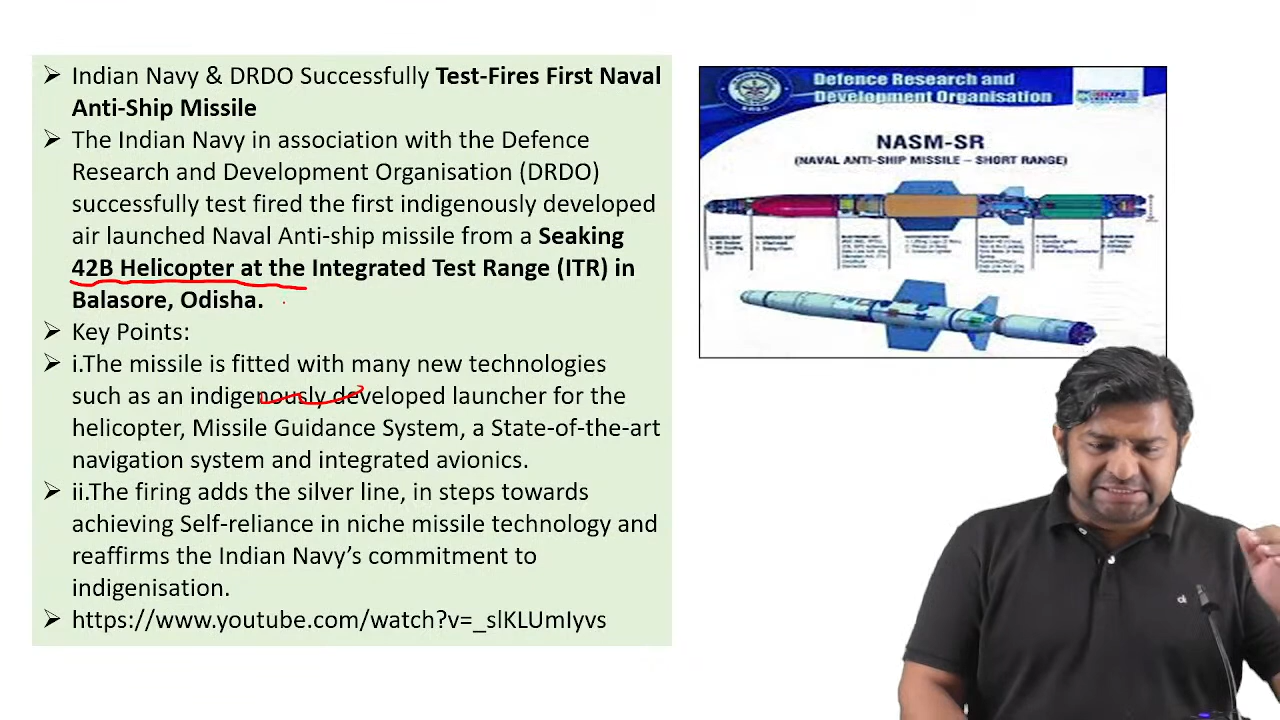 ➢ Indian Navy & DRDO Successfully Test-Fires First Naval
Anti-Ship Missile
➢ The Indian Navy in association with the Defence
Research and Development Organisation (DRDO)
successfully test fired the first indigenously developed
air launched Naval Anti-ship missile from a Seaking
42B Helicopter at the Integrated Test Range (ITR) in
Balasore, Odisha.
➢ Key Points:
➢ i.The missile is fitted with many new technologies
such as an indigenously developed launcher for the
helicopter, Missile Guidance System, a State-of-the-art
navigation system and integrated avionics.
➢ ii.The firing adds the silver line, in steps towards
achieving Self-reliance in niche missile technology and
reaffirms the Indian Navy’s commitment to
indigenisation.
➢ https://www.youtube.com/watch?v=_slKLUmIyvs
Defence Research and
Development Organisation
NASM-SR
(NAVAL ANTI-SHIP MISSILE – SHORT RANGE)